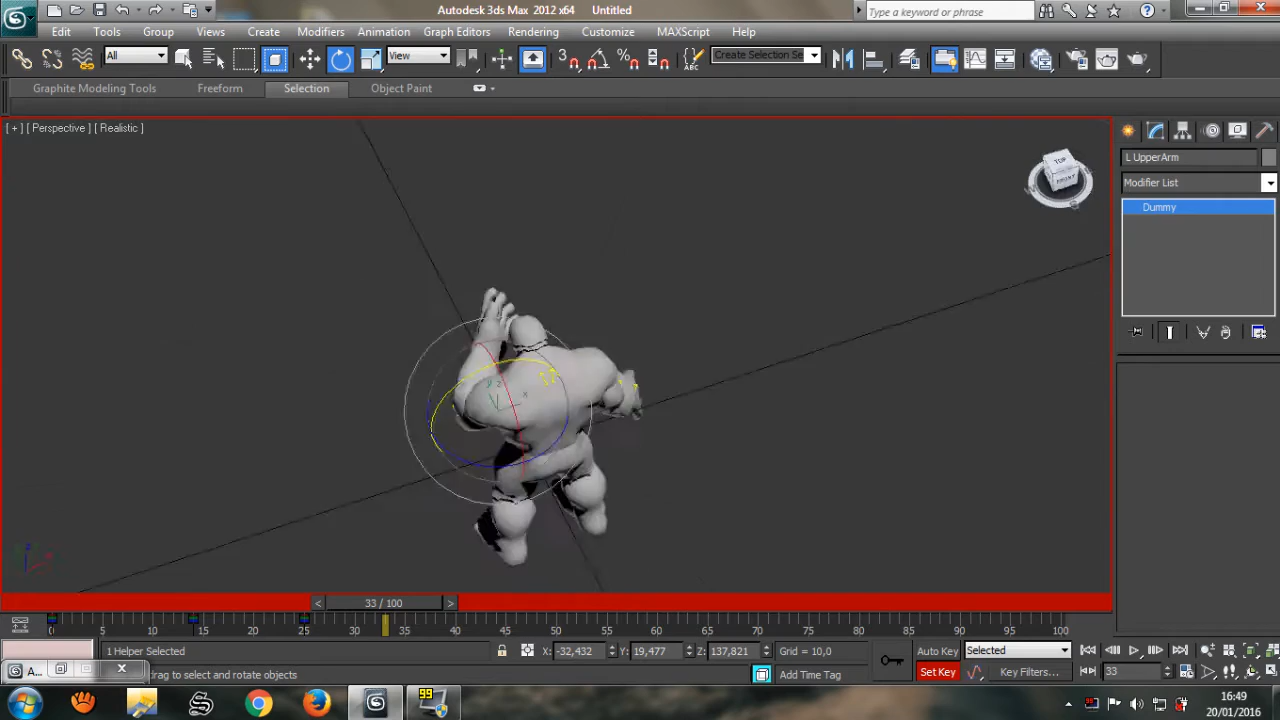 Autodesk 3ds Max 2012 x64 Untitled
Type a keyword or phrase
Edit Tools Group Views Create Modifiers Animation Graph Editors Rendering Customize MAXScript Help
All View Create Selection Se
Graphite Modeling Tools Freeform Selection Object Paint
[ + ] [ Perspective ] [ Realistic ]
TOP
FRONT
L UpperArm
Modifier List
Dummy
x
z
y
33 / 100
0 5 10 15 20 25 30 35 40 45 50 55 60 65 70 75 80 85 90 95 100
1 Helper Selected X: -32,432 Y: 19,477 Z: 137,821 Grid = 10,0 Auto Key Selected
A... drag to select and rotate objects Add Time Tag Set Key Key Filters... 33
99
16:49
20/01/2016